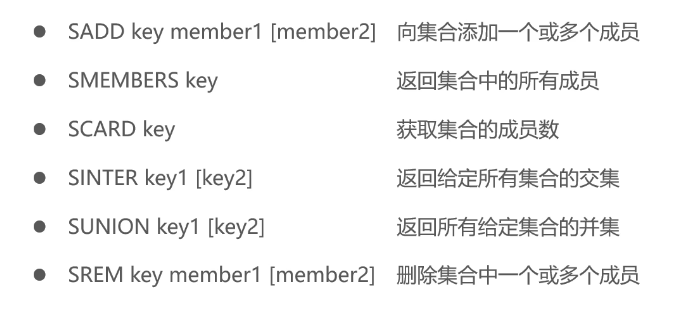 ● SADD key member1 [member2] 向集合添加一个或多个成员
● SMEMBERS key 返回集合中的所有成员
● SCARD key 获取集合的成员数
● SINTER key1 [key2] 返回给定所有集合的交集
● SUNION key1 [key2] 返回所有给定集合的并集
● SREM key member1 [member2] 删除集合中一个或多个成员